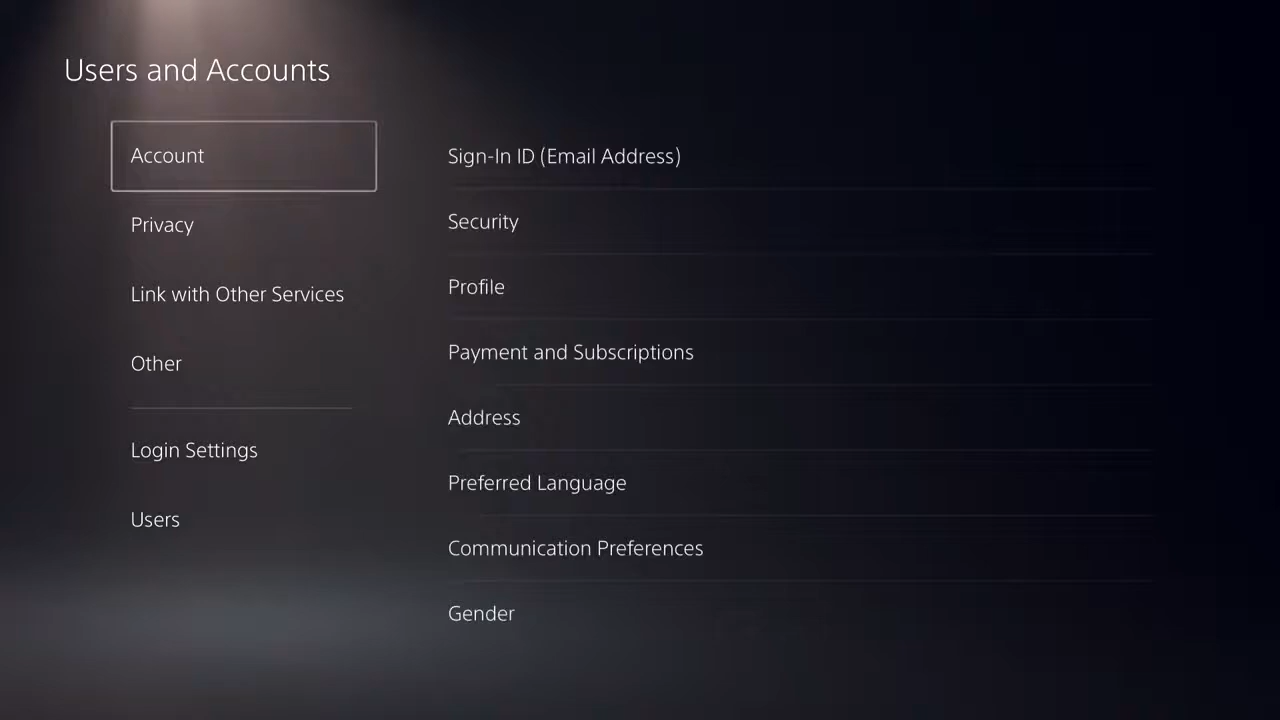 Users and Accounts
Account
Privacy
Link with Other Services
Other
Login Settings
Users
Sign-In ID (Email Address)
Security
Profile
Payment and Subscriptions
Address
Preferred Language
Communication Preferences
Gender